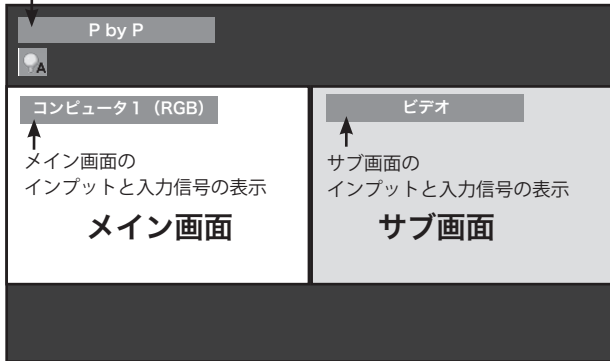 P by P
A
コンピュータ1 (RGB)
ビデオ
メイン画面の
インプットと入力信号の表示
メイン画面
サブ画面の
インプットと入力信号の表示
サブ画面